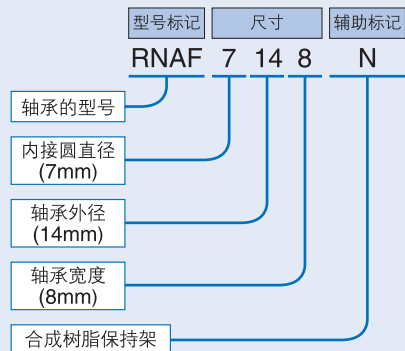 型号标记 尺寸 辅助标记
RNAF 7 14 8 N
轴承的型号
内接圆直径
(7mm)
轴承外径
(14mm)
轴承宽度
(8mm)
合成树脂保持架